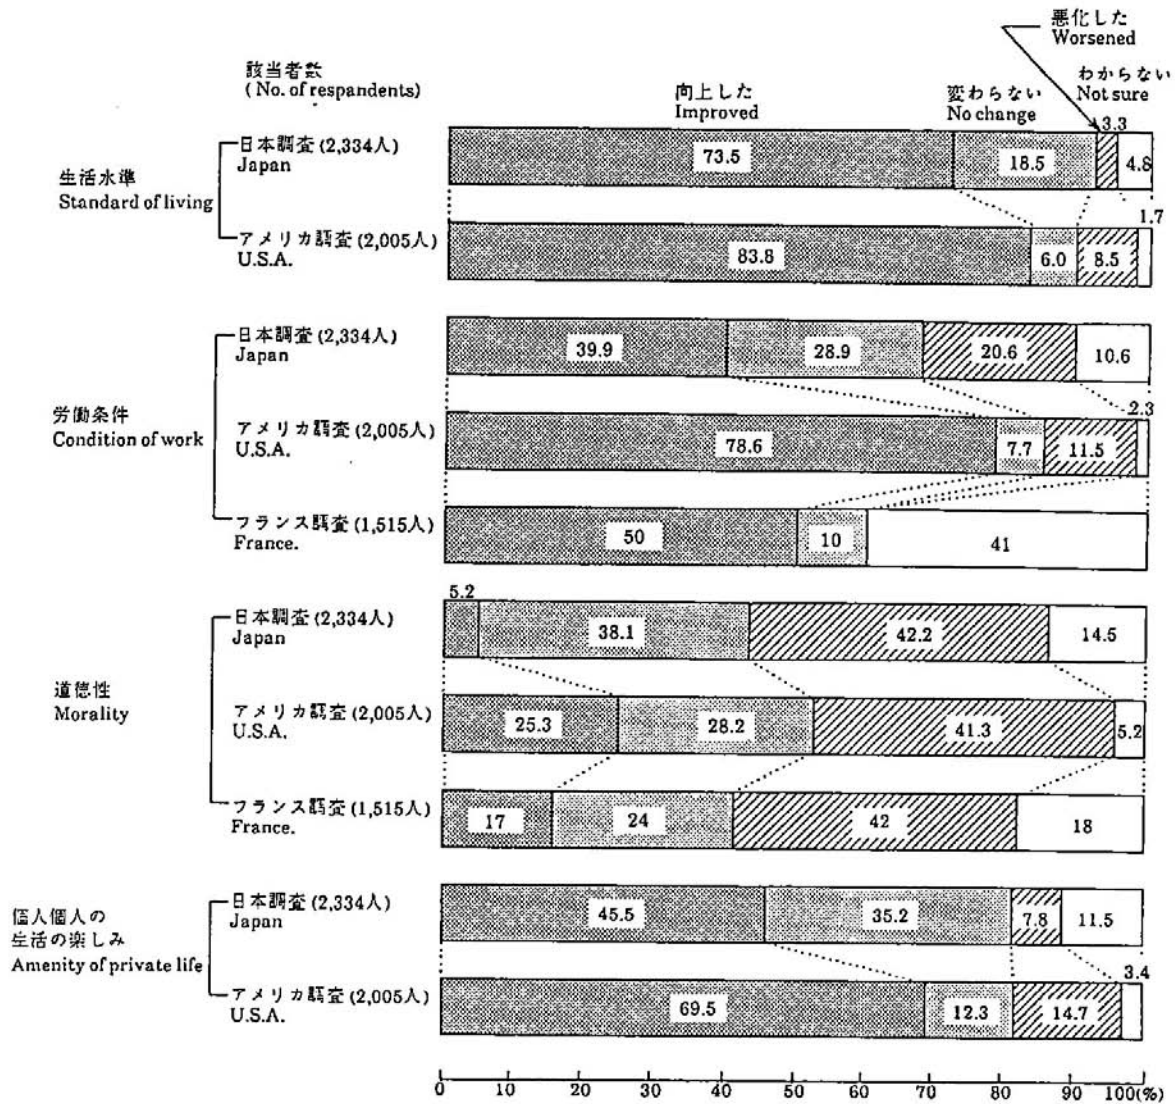 悪化した
Worsened
該当者数
(No. of respandents)
向上した
Improved
変わらない
No change
わからない
Not sure
生活水準
Standard of living
日本調査(2,334人)
Japan
73.5
18.5
3.3
4.8
アメリカ調査(2,005人)
U.S.A.
83.8
6.0
8.5
1.7
労働条件
Condition of work
日本調査(2,334人)
Japan
39.9
28.9
20.6
10.6
アメリカ調査(2,005人)
U.S.A.
78.6
7.7
11.5
2.3
フランス調査(1,515人)
France.
50
10
41
道徳性
Morality
日本調査(2,334人)
Japan
5.2
38.1
42.2
14.5
アメリカ調査(2,005人)
U.S.A.
25.3
28.2
41.3
5.2
フランス調査(1,515人)
France.
17
24
42
18
個人個人の
生活の楽しみ
Amenity of private life
日本調査(2,334人)
Japan
45.5
35.2
7.8
11.5
アメリカ調査(2,005人)
U.S.A.
69.5
12.3
14.7
3.4
0 10 20 30 40 50 60 70 80 90 100(%)